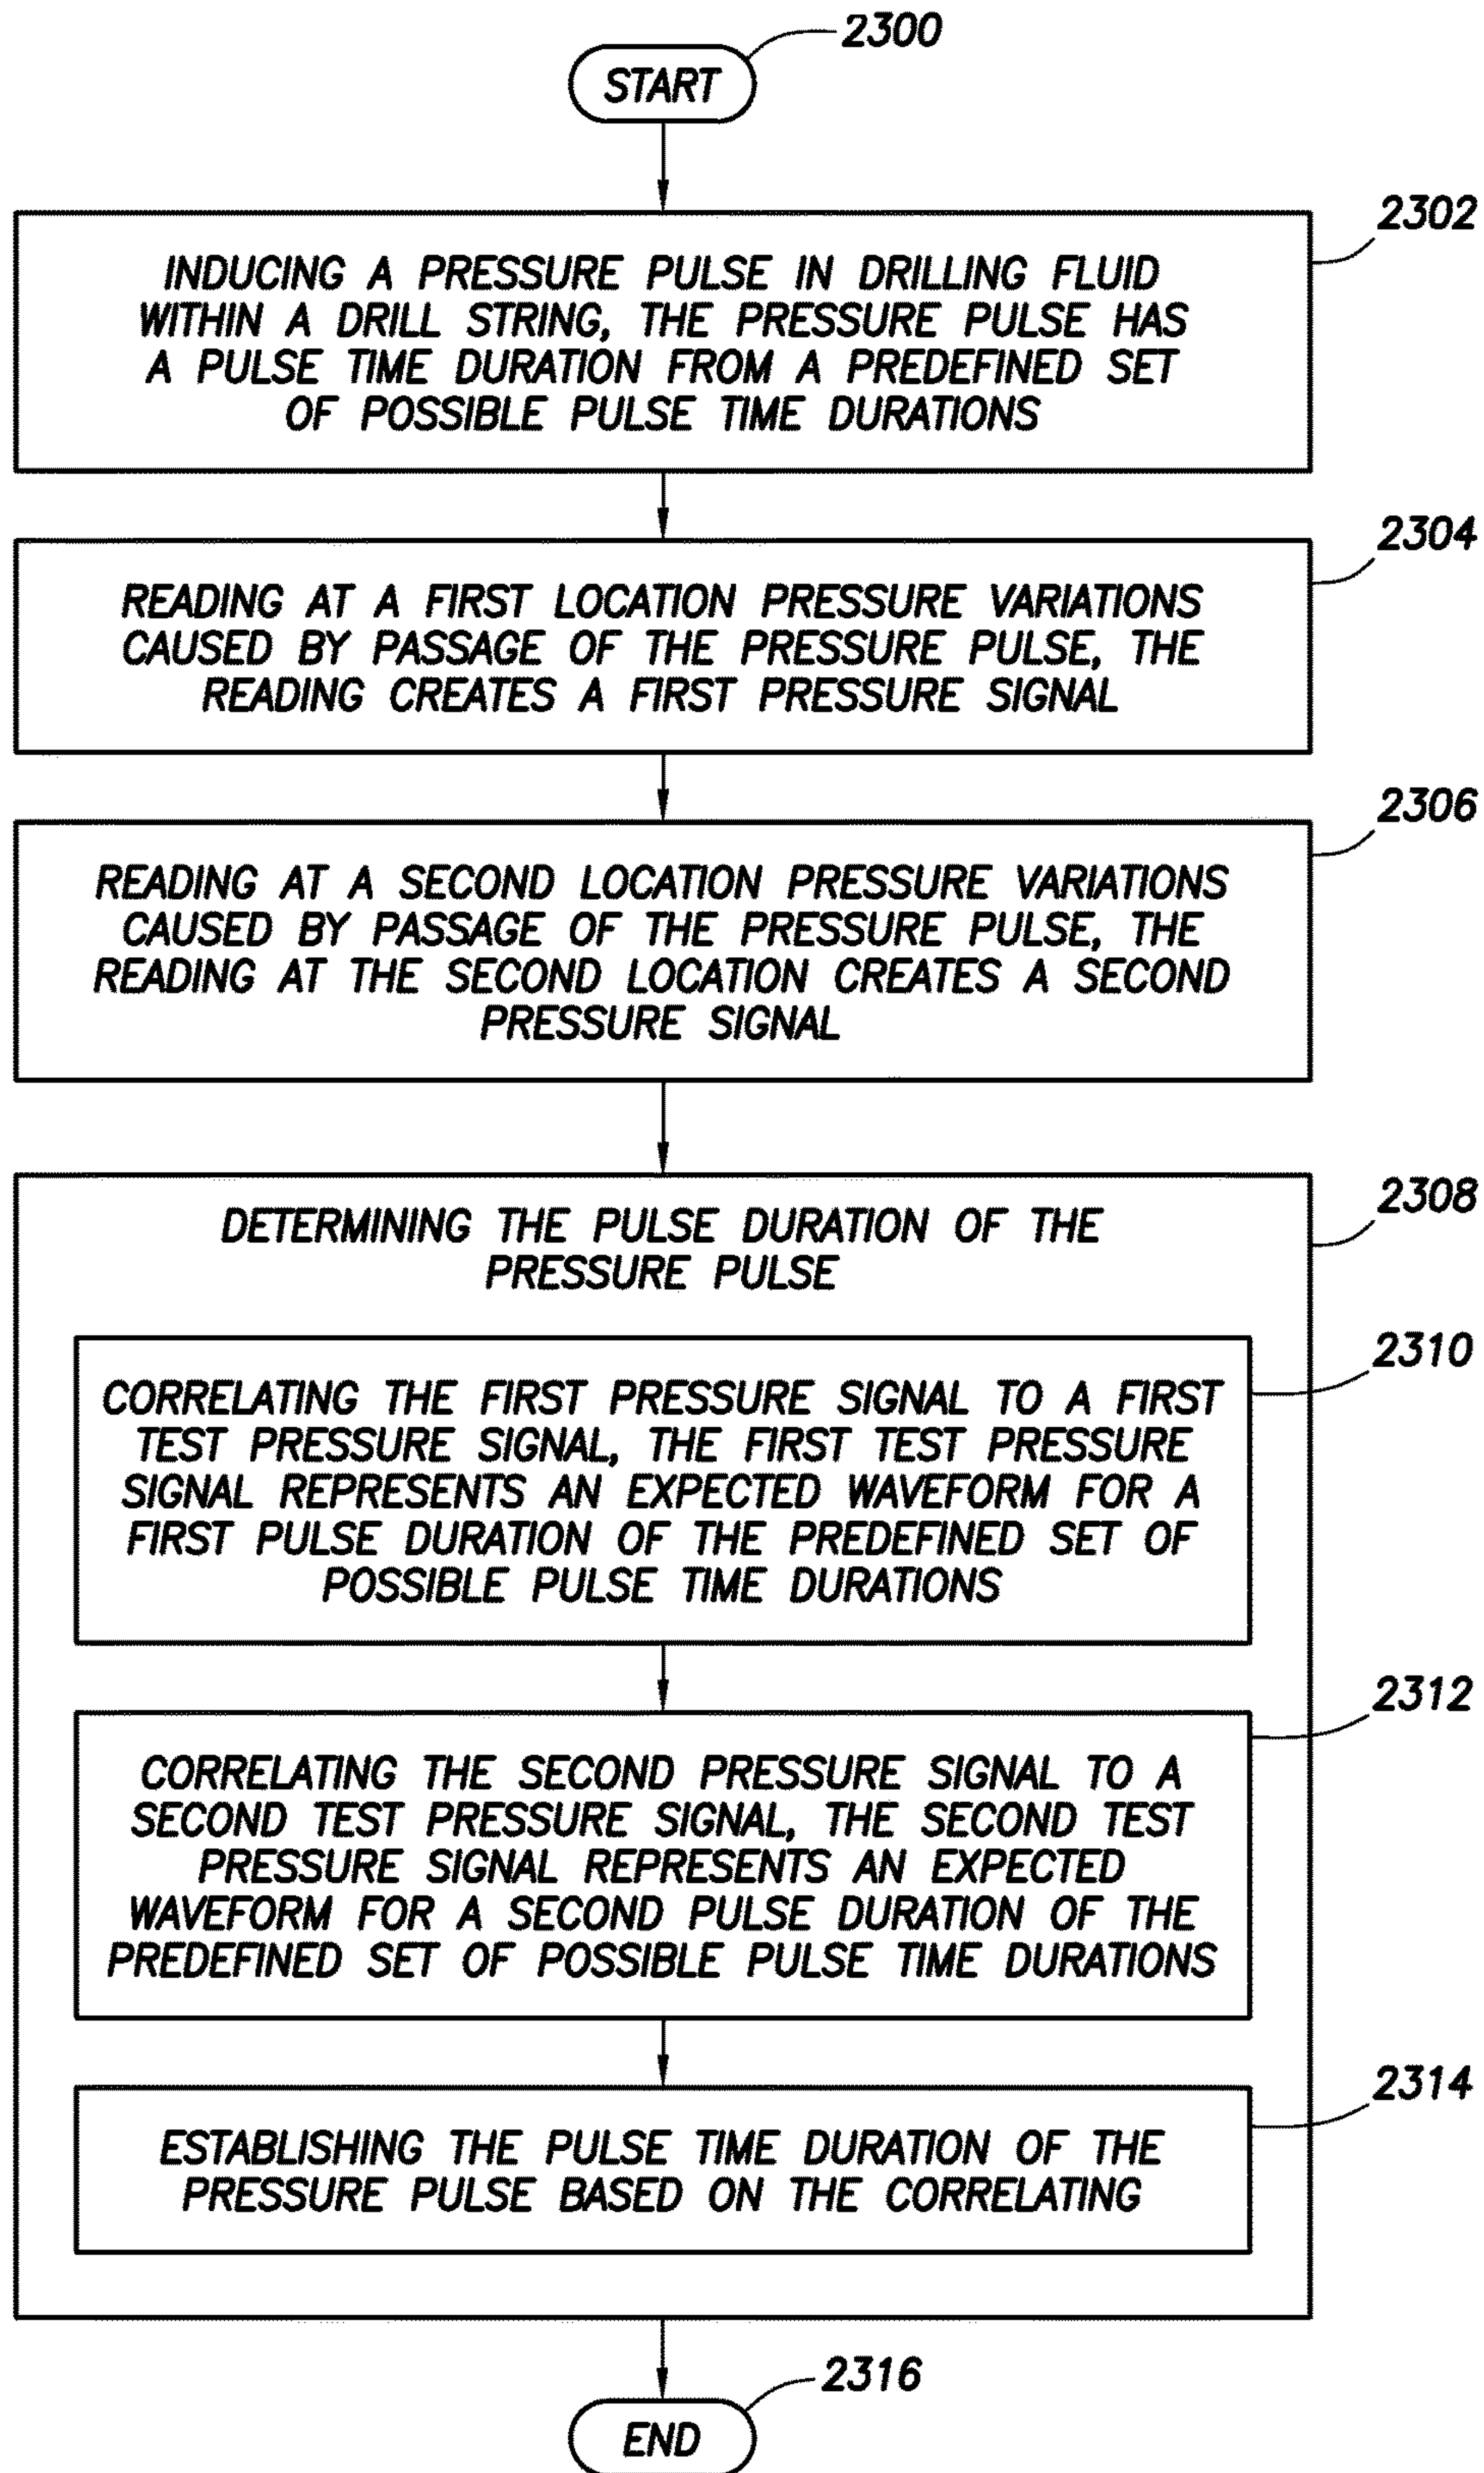 2300
START
2302
INDUCING A PRESSURE PULSE IN DRILLING FLUID
WITHIN A DRILL STRING, THE PRESSURE PULSE HAS
A PULSE TIME DURATION FROM A PREDEFINED SET
OF POSSIBLE PULSE TIME DURATIONS
2304
READING AT A FIRST LOCATION PRESSURE VARIATIONS
CAUSED BY PASSAGE OF THE PRESSURE PULSE, THE
READING CREATES A FIRST PRESSURE SIGNAL
2306
READING AT A SECOND LOCATION PRESSURE VARIATIONS
CAUSED BY PASSAGE OF THE PRESSURE PULSE, THE
READING AT THE SECOND LOCATION CREATES A SECOND
PRESSURE SIGNAL
2308
DETERMINING THE PULSE DURATION OF THE
PRESSURE PULSE
2310
CORRELATING THE FIRST PRESSURE SIGNAL TO A FIRST
TEST PRESSURE SIGNAL, THE FIRST TEST PRESSURE
SIGNAL REPRESENTS AN EXPECTED WAVEFORM FOR A
FIRST PULSE DURATION OF THE PREDEFINED SET OF
POSSIBLE PULSE TIME DURATIONS
2312
CORRELATING THE SECOND PRESSURE SIGNAL TO A
SECOND TEST PRESSURE SIGNAL, THE SECOND TEST
PRESSURE SIGNAL REPRESENTS AN EXPECTED
WAVEFORM FOR A SECOND PULSE DURATION OF THE
PREDEFINED SET OF POSSIBLE PULSE TIME DURATIONS
2314
ESTABLISHING THE PULSE TIME DURATION OF THE
PRESSURE PULSE BASED ON THE CORRELATING
2316
END